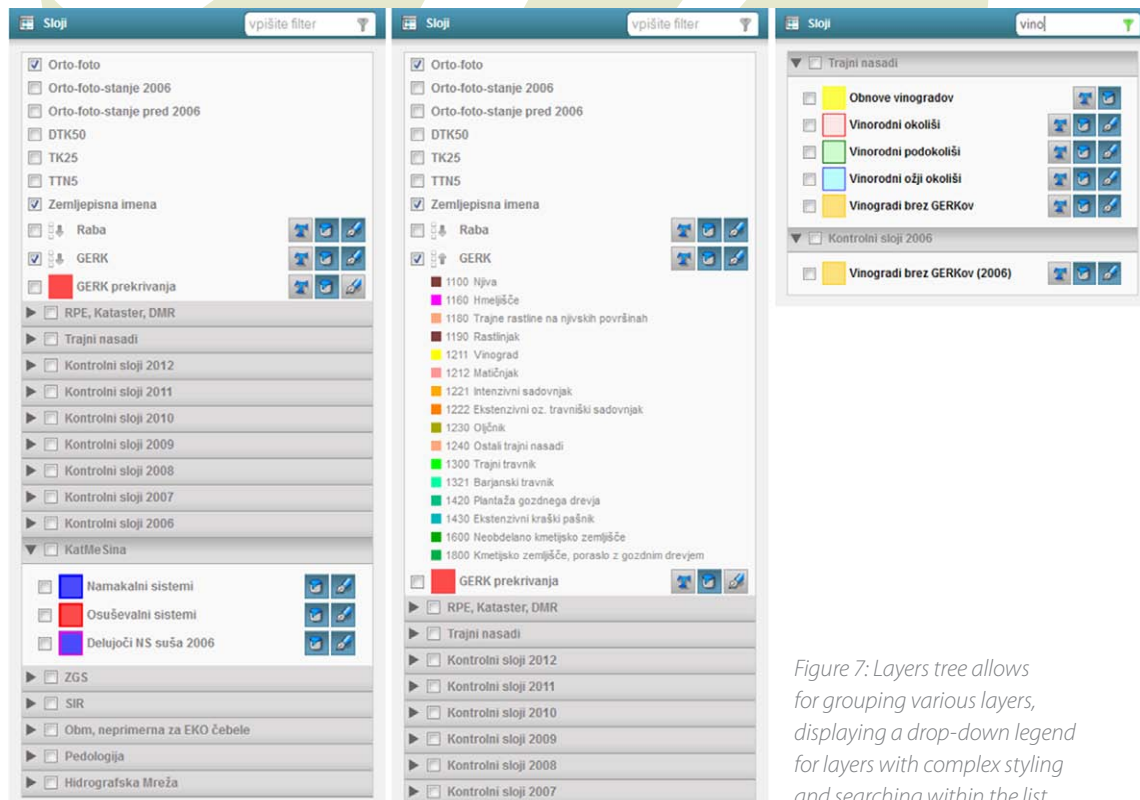 Sloji vpišite filter
Orto-foto
Orto-foto-stanje 2006
Orto-foto-stanje pred 2006
DTK50
TK25
TTN5
Zemljepisna imena
Raba
GERK
GERK prekrivanja
RPE, Kataster, DMR
Trajni nasadi
Kontrolni sloji 2012
Kontrolni sloji 2011
Kontrolni sloji 2010
Kontrolni sloji 2009
Kontrolni sloji 2008
Kontrolni sloji 2007
Kontrolni sloji 2006
KatMeSina
Namakalni sistemi
Osuševalni sistemi
Delujoči NS suša 2006
ZGS
SIR
Obm, neprimerna za EKO čebele
Pedologija
Hidrografska Mreža
Sloji vpišite filter
Orto-foto
Orto-foto-stanje 2006
Orto-foto-stanje pred 2006
DTK50
TK25
TTN5
Zemljepisna imena
Raba
GERK
1100 Njiva
1160 Hmeljišče
1180 Trajne rastline na njivskih površinah
1190 Rastlinjak
1211 Vinograd
1212 Matičnjak
1221 Intenzivni sadovnjak
1222 Ekstenzivni oz. travniški sadovnjak
1230 Oljčnik
1240 Ostali trajni nasadi
1300 Trajni travnik
1321 Barjanski travnik
1420 Plantaža gozdnega drevja
1430 Ekstenzivni kraški pašnik
1600 Neobdelano kmetijsko zemljišče
1800 Kmetijsko zemljišče, poraslo z gozdnim drevjem
GERK prekrivanja
RPE, Kataster, DMR
Trajni nasadi
Kontrolni sloji 2012
Kontrolni sloji 2011
Kontrolni sloji 2010
Kontrolni sloji 2009
Kontrolni sloji 2008
Kontrolni sloji 2007
Sloji vino
Trajni nasadi
Obnove vinogradov
Vinorodni okoliši
Vinorodni podokoliši
Vinorodni ožji okoliši
Vinogradi brez GERKov
Kontrolni sloji 2006
Vinogradi brez GERKov (2006)
Figure 7: Layers tree allows
for grouping various layers,
displaying a drop-down legend
for layers with complex styling
and searching within the list